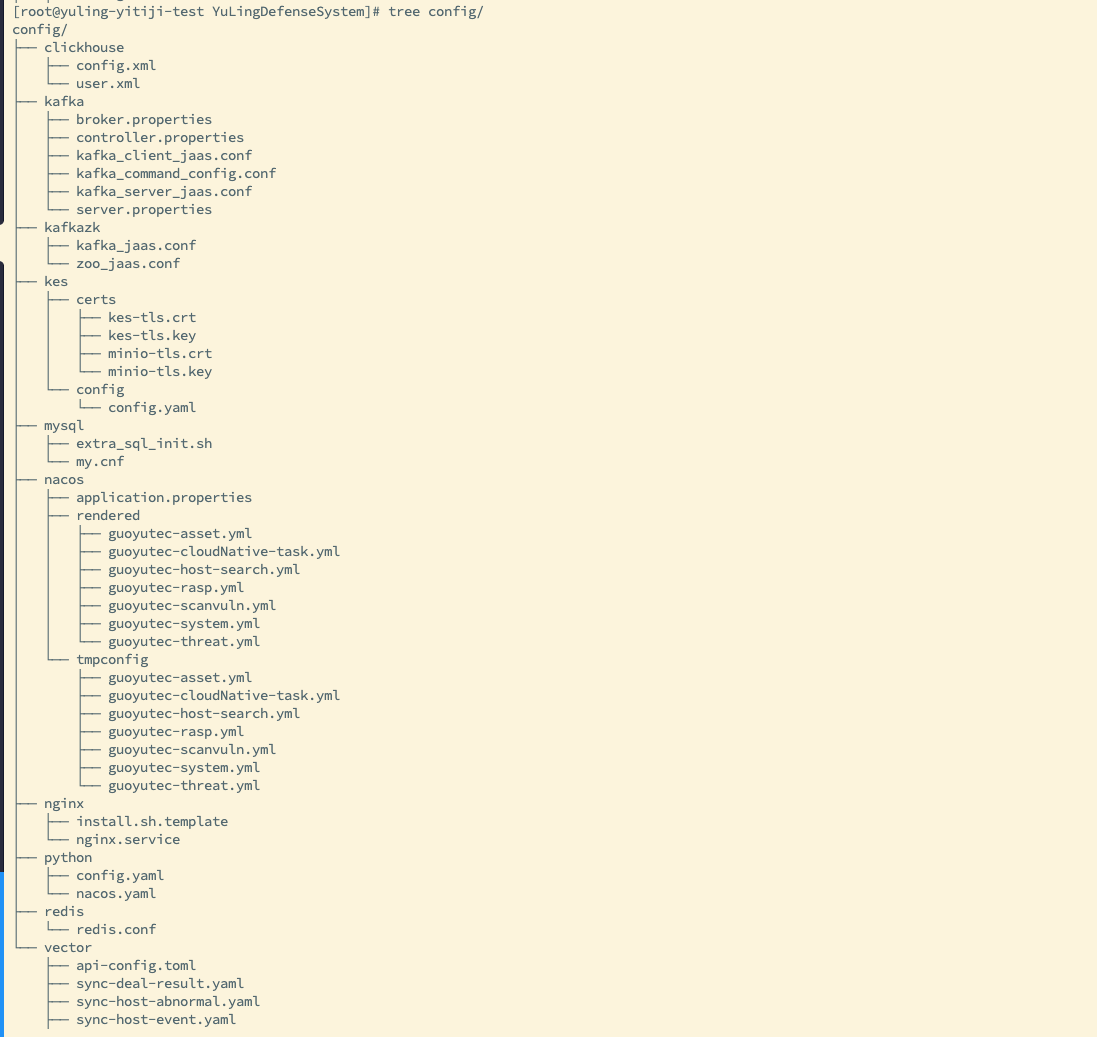 [root@yuling-yitiji-test YuLingDefenseSystem]# tree config/
config/
├── clickhouse
│   ├── config.xml
│   └── user.xml
├── kafka
│   ├── broker.properties
│   ├── controller.properties
│   ├── kafka_client_jaas.conf
│   ├── kafka_command_config.conf
│   ├── kafka_server_jaas.conf
│   └── server.properties
├── kafkazk
│   ├── kafka_jaas.conf
│   └── zoo_jaas.conf
├── kes
│   ├── certs
│   │   ├── kes-tls.crt
│   │   ├── kes-tls.key
│   │   ├── minio-tls.crt
│   │   └── minio-tls.key
│   └── config
│       └── config.yaml
├── mysql
│   ├── extra_sql_init.sh
│   └── my.cnf
├── nacos
│   ├── application.properties
│   ├── rendered
│   │   ├── guoyutec-asset.yml
│   │   ├── guoyutec-cloudNative-task.yml
│   │   ├── guoyutec-host-search.yml
│   │   ├── guoyutec-rasp.yml
│   │   ├── guoyutec-scanvuln.yml
│   │   ├── guoyutec-system.yml
│   │   └── guoyutec-threat.yml
│   └── tmpconfig
│       ├── guoyutec-asset.yml
│       ├── guoyutec-cloudNative-task.yml
│       ├── guoyutec-host-search.yml
│       ├── guoyutec-rasp.yml
│       ├── guoyutec-scanvuln.yml
│       ├── guoyutec-system.yml
│       └── guoyutec-threat.yml
├── nginx
│   ├── install.sh.template
│   └── nginx.service
├── python
│   ├── config.yaml
│   └── nacos.yaml
├── redis
│   └── redis.conf
└── vector
    ├── api-config.toml
    ├── sync-deal-result.yaml
    ├── sync-host-abnormal.yaml
    ├── sync-host-event.yaml